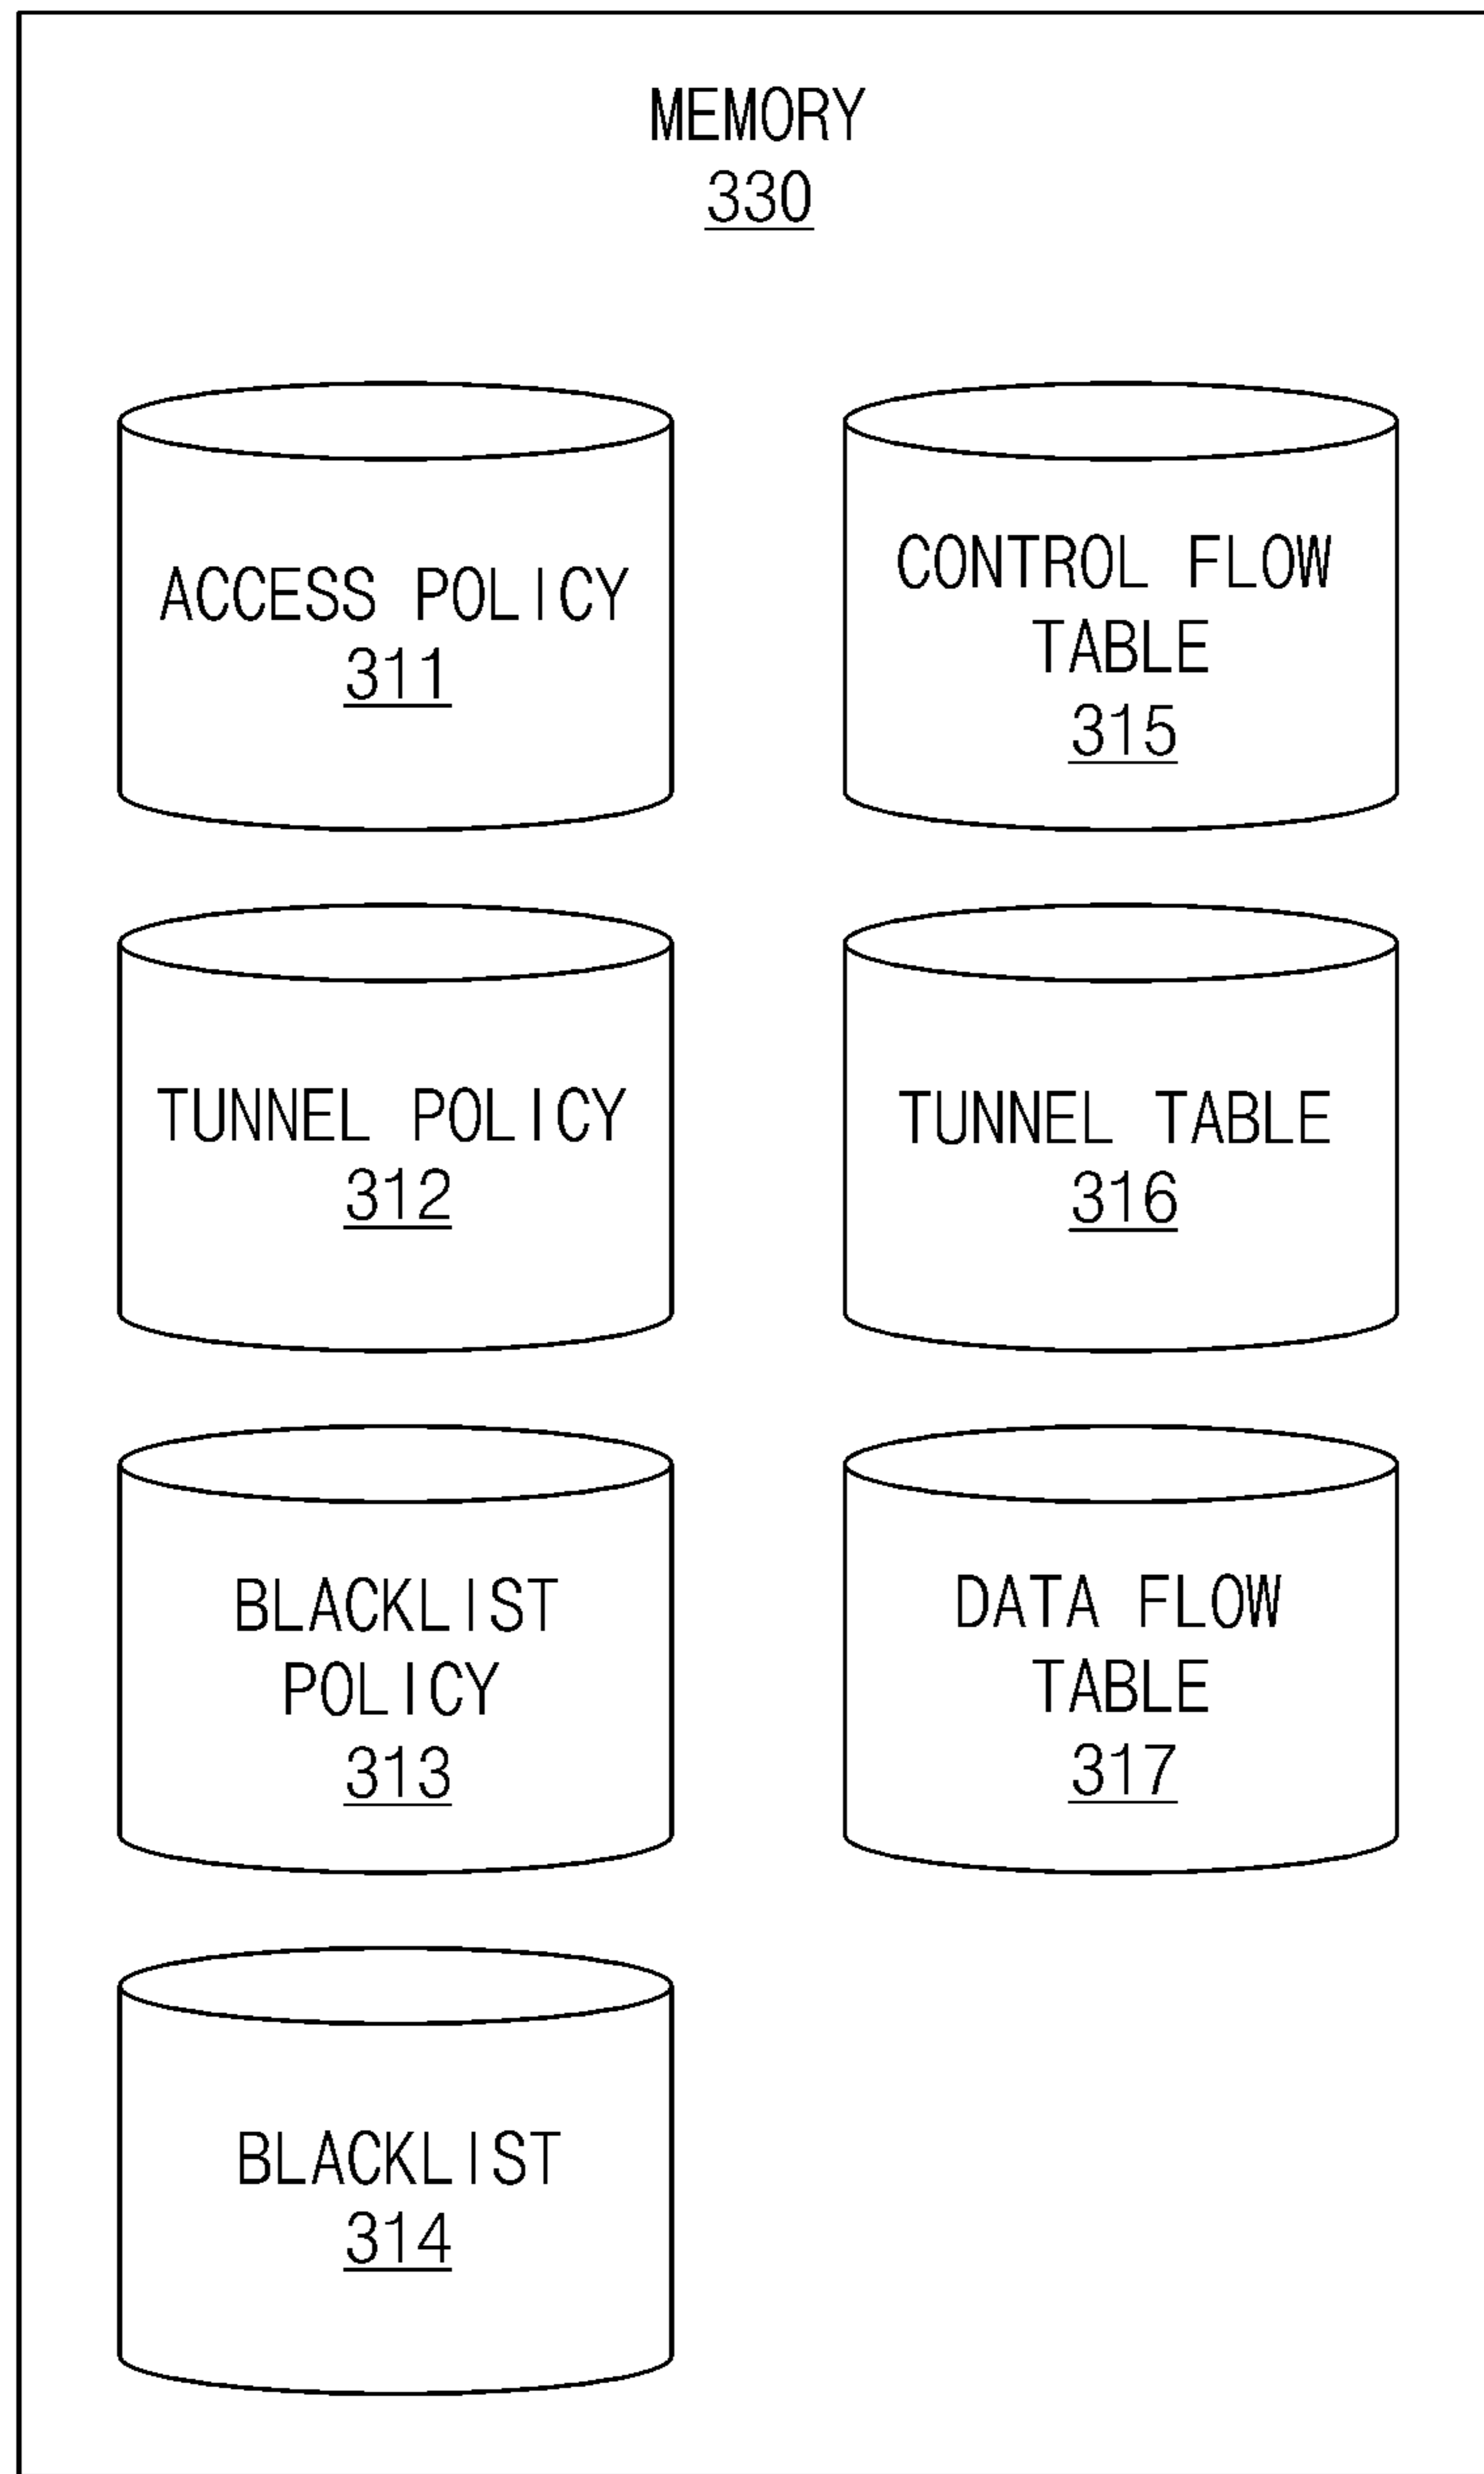 MEMORY
330
ACCESS POLICY
311
CONTROL FLOW
TABLE
315
TUNNEL POLICY
312
TUNNEL TABLE
316
BLACKLIST
POLICY
313
DATA FLOW
TABLE
317
BLACKLIST
314